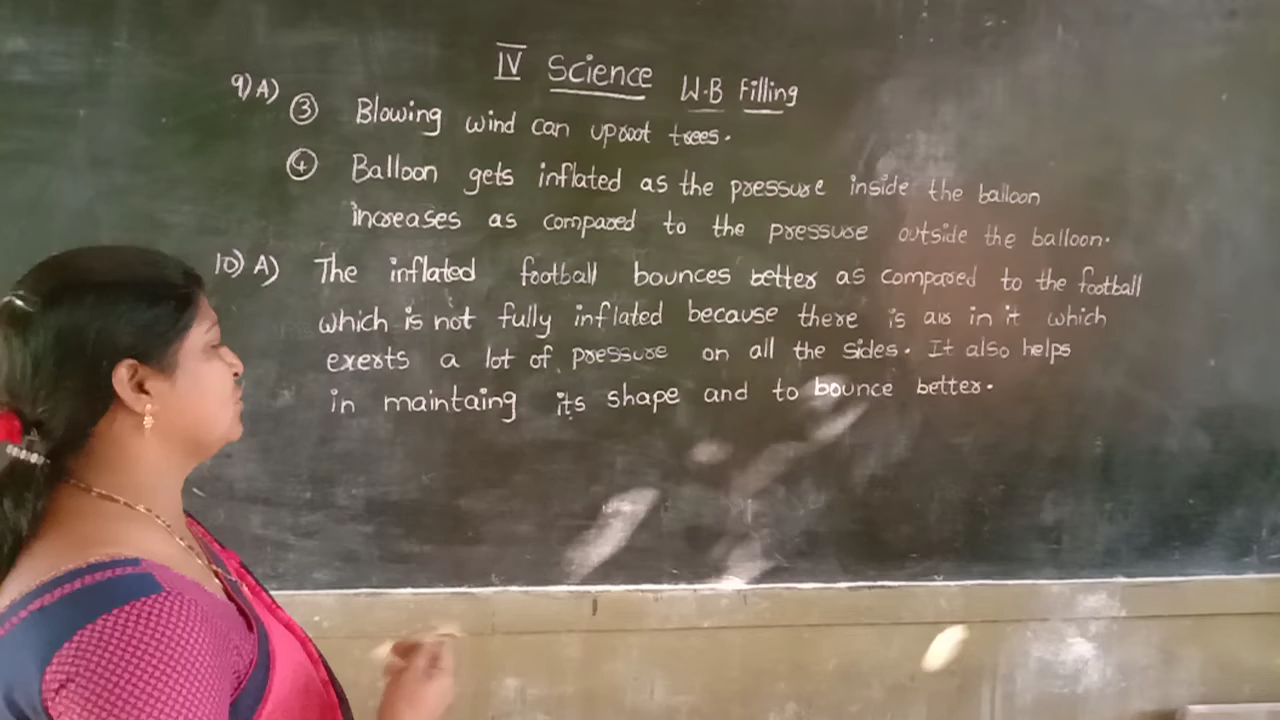 IV Science W.B Filling
9) A) ③ Blowing wind can uproot trees.
④ Balloon gets inflated as the pressure inside the balloon
increases as compared to the pressure outside the balloon.
10) A) The inflated football bounces better as compared to the football
which is not fully inflated because there is air in it which
exerts a lot of pressure on all the sides. It also helps
in maintaing its shape and to bounce better.